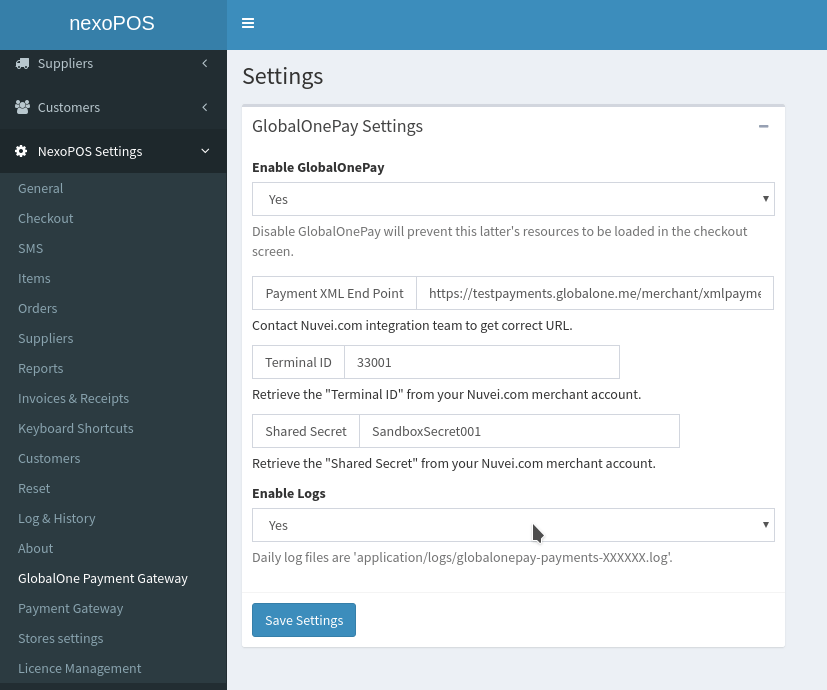 nexoPOS
Suppliers
Customers
NexoPOS Settings
General
Checkout
SMS
Items
Orders
Suppliers
Reports
Invoices & Receipts
Keyboard Shortcuts
Customers
Reset
Log & History
About
GlobalOne Payment Gateway
Payment Gateway
Stores settings
Licence Management
Settings
GlobalOnePay Settings
Enable GlobalOnePay
Yes
Disable GlobalOnePay will prevent this latter's resources to be loaded in the checkout
screen.
Payment XML End Point https://testpayments.globalone.me/merchant/xmlpayme
Contact Nuvei.com integration team to get correct URL.
Terminal ID 33001
Retrieve the "Terminal ID" from your Nuvei.com merchant account.
Shared Secret SandboxSecret001
Retrieve the "Shared Secret" from your Nuvei.com merchant account.
Enable Logs
Yes
Daily log files are 'application/logs/globalonepay-payments-XXXXXX.log'.
Save Settings